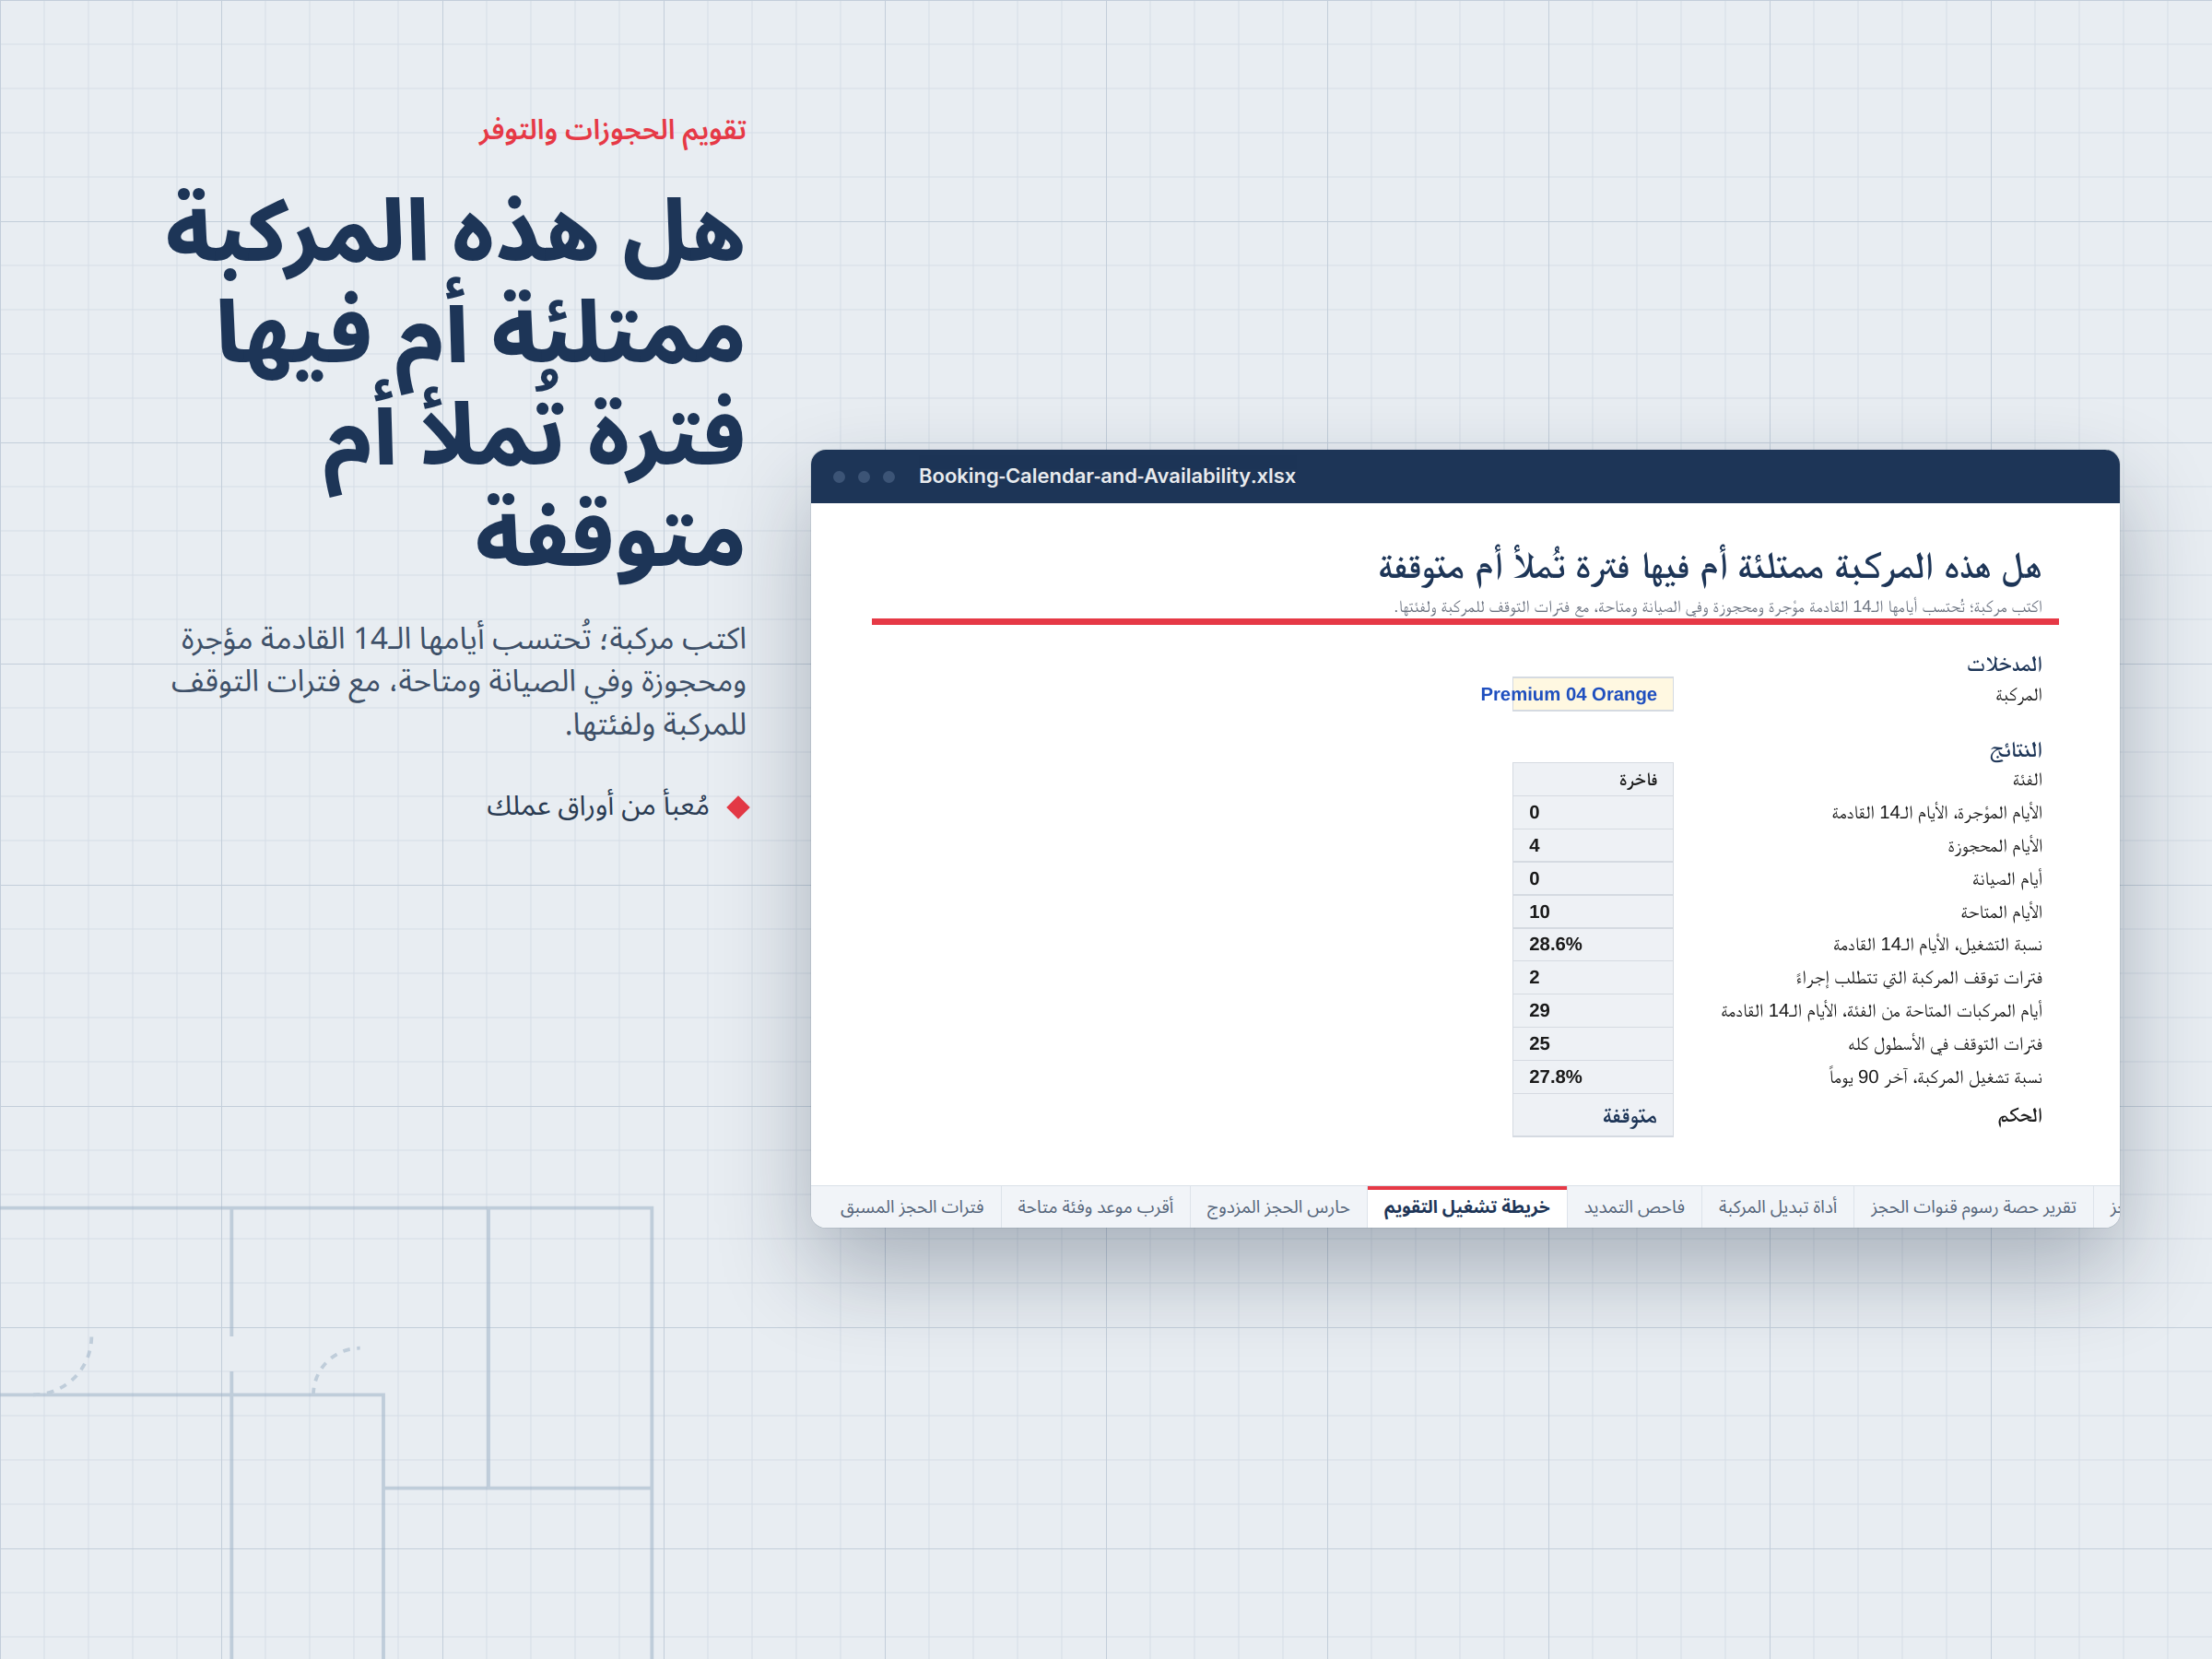 تقويم الحجوزات والتوفر
هل هذه المركبة
ممتلئة أم فيها
فترة تُملأ أم
متوقفة
اكتب مركبة؛ تُحتسب أيامها الـ14 القادمة مؤجرة
ومحجوزة وفي الصيانة ومتاحة، مع فترات التوقف
للمركبة ولفئتها.
مُعبأ من أوراق عملك
Booking-Calendar-and-Availability.xlsx
هل هذه المركبة ممتلئة أم فيها فترة تُملأ أم متوقفة
اكتب مركبة؛ تُحتسب أيامها الـ14 القادمة مؤجرة ومحجوزة وفي الصيانة ومتاحة، مع فترات التوقف للمركبة ولفئتها.
المدخلات
المركبة Premium 04 Orange
النتائج
الفئة فاخرة
الأيام المؤجرة، الأيام الـ14 القادمة 0
الأيام المحجوزة 4
أيام الصيانة 0
الأيام المتاحة 10
نسبة التشغيل، الأيام الـ14 القادمة 28.6%
فترات توقف المركبة التي تتطلب إجراءً 2
أيام المركبات المتاحة من الفئة، الأيام الـ14 القادمة 29
فترات التوقف في الأسطول كله 25
نسبة تشغيل المركبة، آخر 90 يوماً 27.8%
الحكم متوقفة
تقرير حصة رسوم قنوات الحجز أداة تبديل المركبة فاحص التمديد خريطة تشغيل التقويم حارس الحجز المزدوج أقرب موعد وفئة متاحة فترات الحجز المسبق